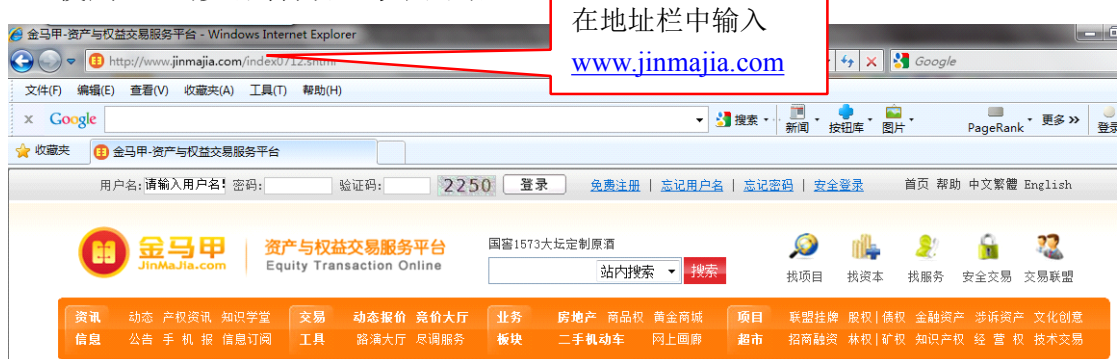 在地址栏中输入
www.jinmajia.com
金马甲-资产与权益交易服务平台 - Windows Internet Explorer
http://www.jinmajia.com/index0712.shtml
Google
文件(F) 编辑(E) 查看(V) 收藏夹(A) 工具(T) 帮助(H)
x Google 搜索 新闻 按钮库 图片 PageRank 更多 >> 登录
收藏夹 金马甲-资产与权益交易服务平台
用户名: 请输入用户名! 密码: 验证码: 2250 登录 免费注册 | 忘记用户名 | 忘记密码 | 安全登录 首页 帮助 中文繁體 English
金马甲 JinMaJia.com
资产与权益交易服务平台
Equity Transaction Online
国窖1573大坛定制原酒
站内搜索 搜索
找项目 找资本 找服务 安全交易 交易联盟
资讯 动态 产权资讯 知识学堂 交易 动态报价 竞价大厅 业务 房地产 商品权 黄金商城 项目 联盟挂牌 股权|债权 金融资产 涉诉资产 文化创意
信息 公告 手 机 报 信息订阅 工具 路演大厅 尽调服务 板块 二手机动车 网上画廊 超市 招商融资 林权|矿权 知识产权 经 营 权 技术交易